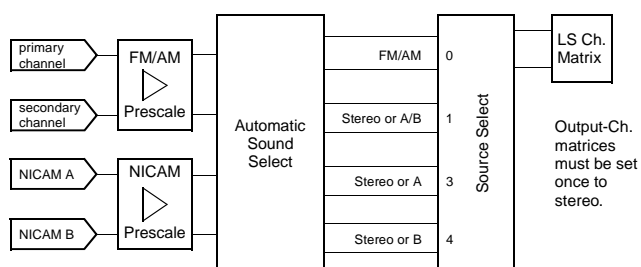 primary
channel
secondary
channel
NICAM A
NICAM B
FM/AM
Prescale
NICAM
Prescale
Automatic
Sound
Select
FM/AM
Stereo or A/B
Stereo or A
Stereo or B
0
1
3
4
Source Select
LS Ch.
Matrix
Output-Ch.
matrices
must be set
once to
stereo.